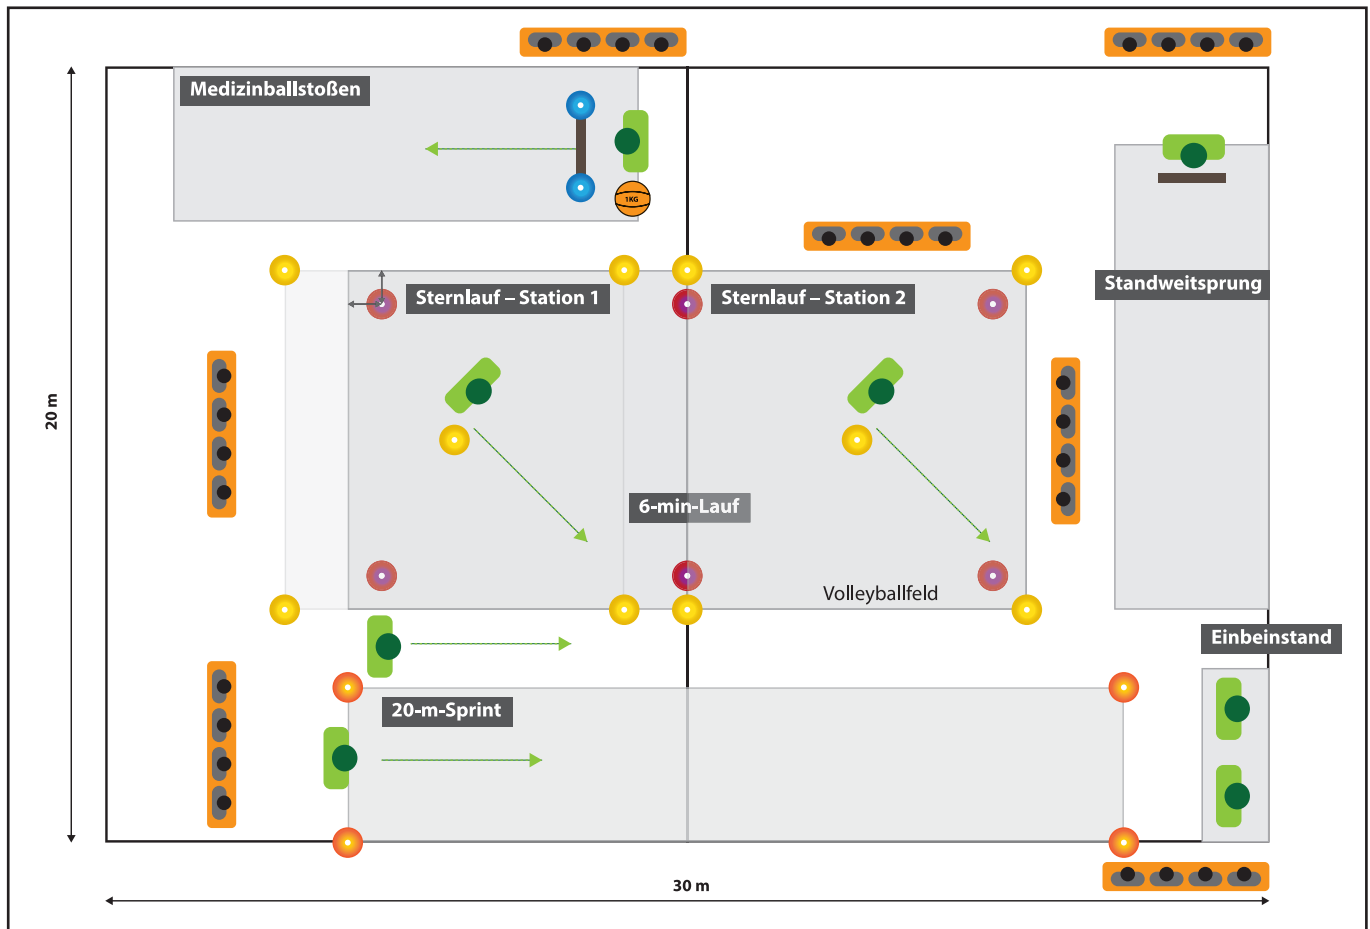 Medizinballstoßen
1KG
Standweitsprung
Sternlauf – Station 1
Sternlauf – Station 2
20 m
6-min-Lauf
Volleyballfeld
Einbeinstand
20-m-Sprint
30 m